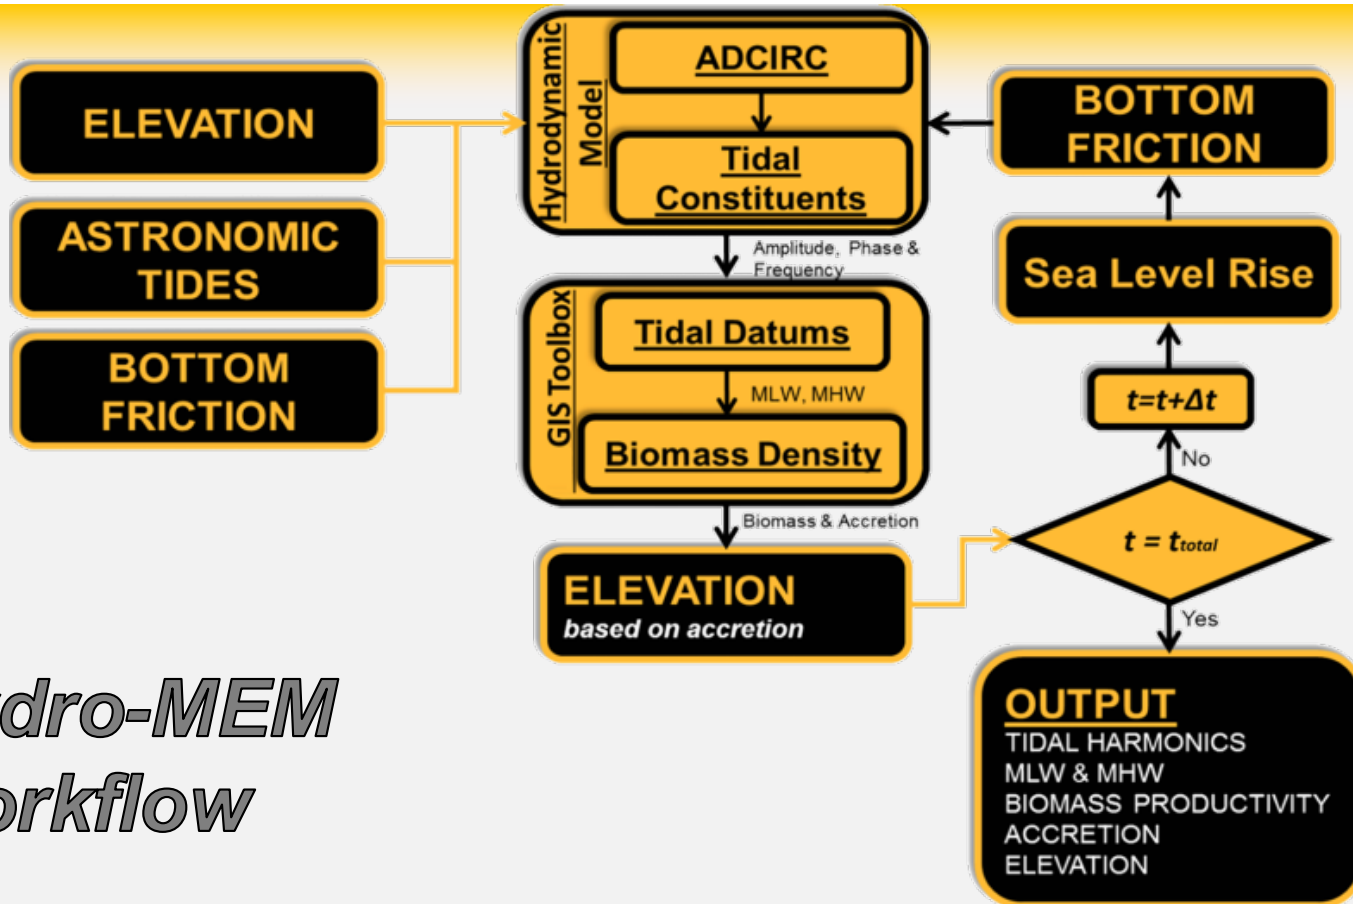 ELEVATION
ASTRONOMIC
TIDES
BOTTOM
FRICTION
Hydrodynamic
Model
ADCIRC
Tidal
Constituents
Amplitude, Phase &
Frequency
GIS Toolbox
Tidal Datums
MLW, MHW
Biomass Density
Biomass & Accretion
ELEVATION
based on accretion
BOTTOM
FRICTION
Sea Level Rise
t=t+Δt
No
t = ttotal
Yes
OUTPUT
TIDAL HARMONICS
MLW & MHW
BIOMASS PRODUCTIVITY
ACCRETION
ELEVATION
dro-MEM
orkflow